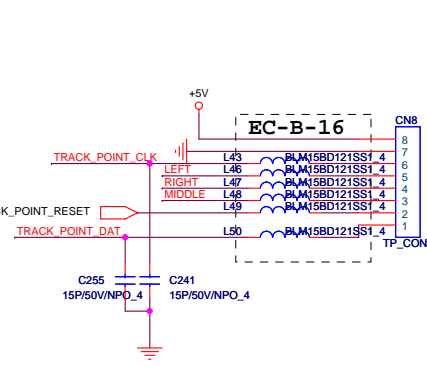 +5V
EC-B-16
CN8
8
7
TRACK_POINT_CLK L43 BLM15BD121SS1_4 6
LEFT L46 BLM15BD121SS1_4 5
RIGHT L47 BLM15BD121SS1_4 4
MIDDLE L48 BLM15BD121SS1_4 3
CK_POINT_RESET L49 BLM15BD121SS1_4 2
TRACK_POINT_DAT L50 BLM15BD121SS1_4 1
TP_CON
C255 C241
15P/50V/NPO_4 15P/50V/NPO_4